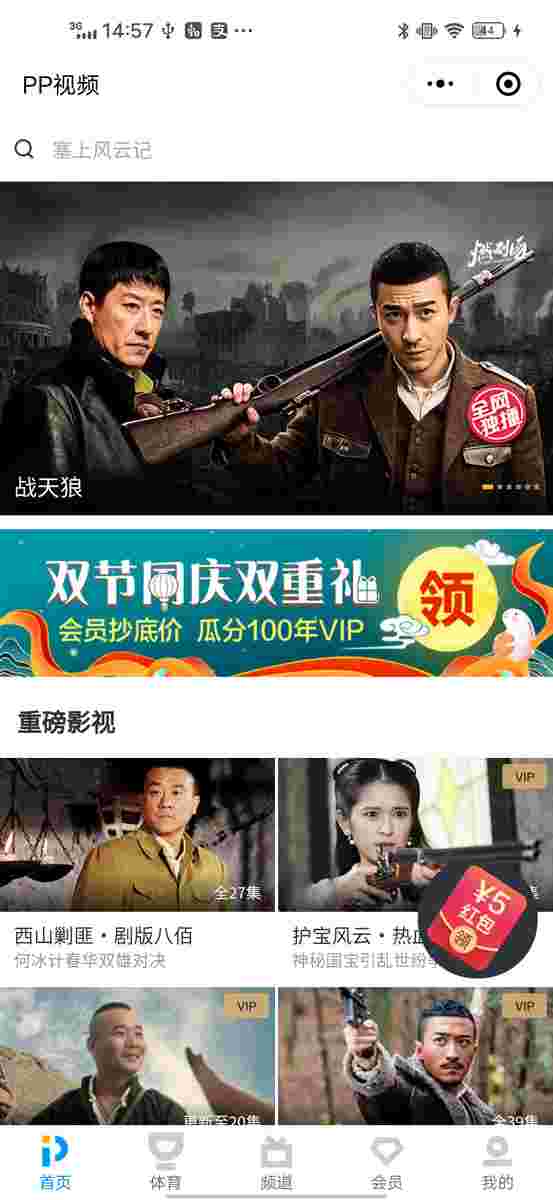 3G 14:57 44
PP视频
塞上风云记
燃剧场
全网
独播
战天狼
双节同庆双重礼
领
会员抄底价 瓜分100年VIP
重磅影视
VIP
全27集
¥5
红包
领
西山剿匪·剧版八佰
护宝风云·热血
何冰计春华双雄对决
神秘国宝引乱世纷争
VIP
VIP
更新至20集
全39集
首页
体育
频道
会员
我的